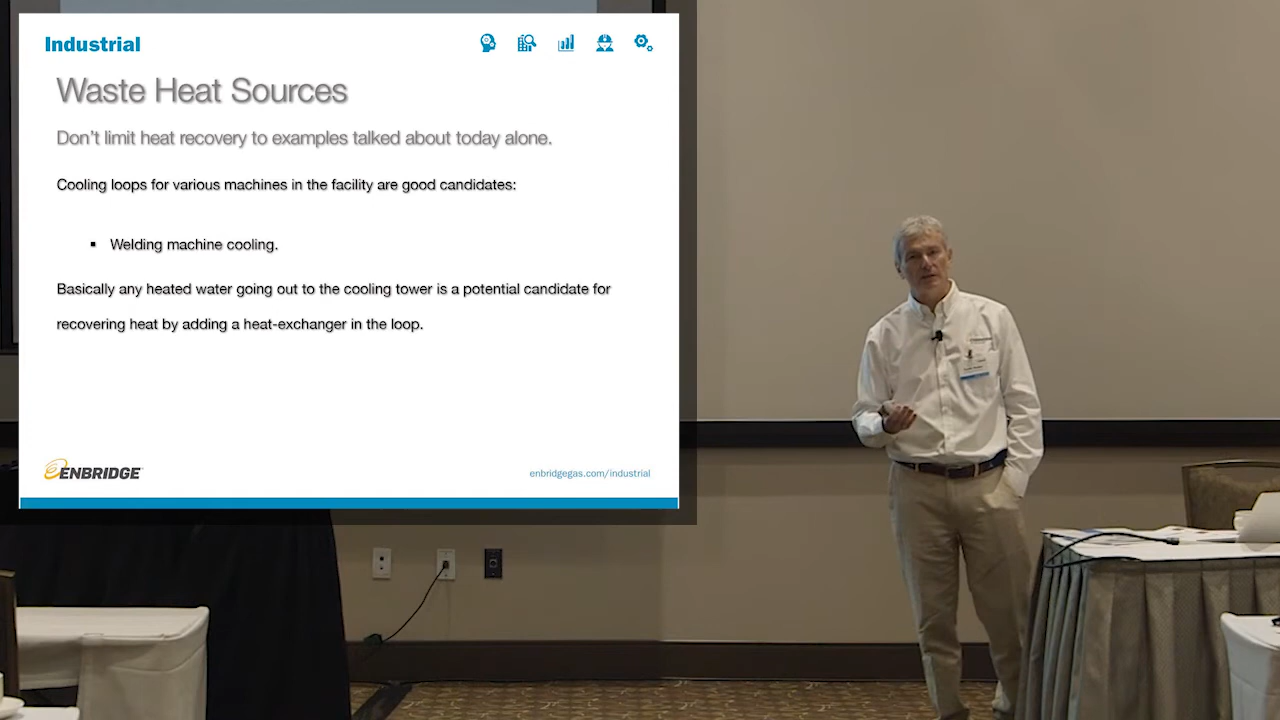 Industrial
Waste Heat Sources
Don't limit heat recovery to examples talked about today alone.
Cooling loops for various machines in the facility are good candidates:
▪ Welding machine cooling.
Basically any heated water going out to the cooling tower is a potential candidate for
recovering heat by adding a heat-exchanger in the loop.
ENBRIDGE
enbridgegas.com/industrial